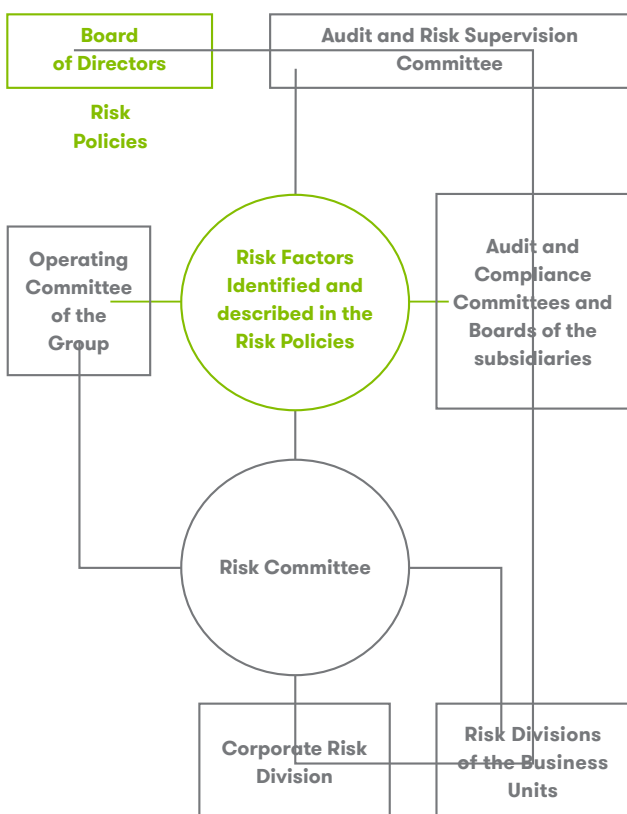 Board
of Directors
Audit and Risk Supervision
Committee
Risk
Policies
Operating
Committee
of the
Group
Risk Factors
Identified and
described in the
Risk Policies
Audit and
Compliance
Committees and
Boards of the
subsidiaries
Risk Committee
Corporate Risk
Division
Risk Divisions
of the Business
Units